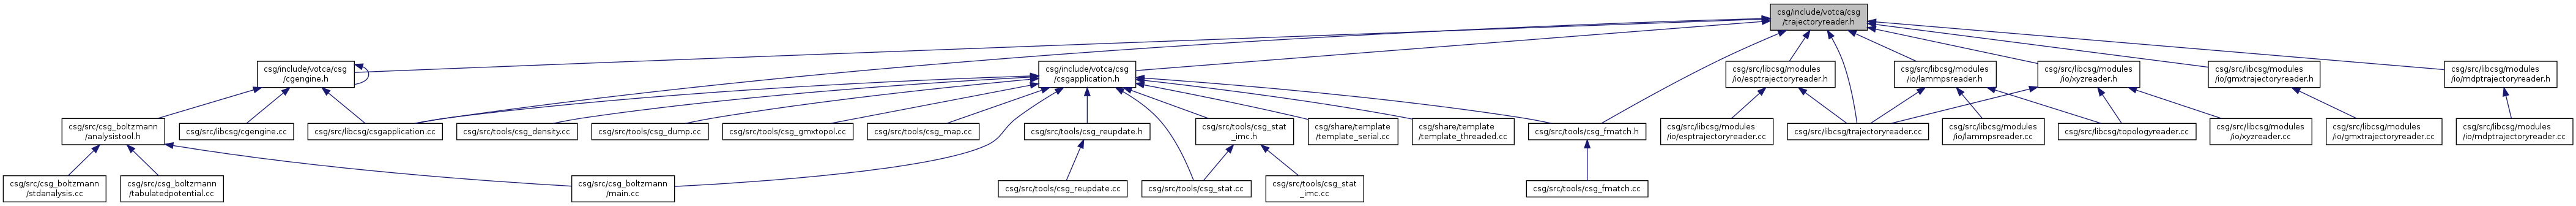 csg/include/votca/csg
/trajectoryreader.h
csg/include/votca/csg
/cgengine.h
csg/include/votca/csg
/csgapplication.h
csg/src/libcsg/modules
/io/esptrajectoryreader.h
csg/src/libcsg/modules
/io/lammpsreader.h
csg/src/libcsg/modules
/io/xyzreader.h
csg/src/libcsg/modules
/io/gmxtrajectoryreader.h
csg/src/libcsg/modules
/io/mdptrajectoryreader.h
csg/src/csg_boltzmann
/analysistool.h
csg/src/libcsg/cgengine.cc
csg/src/libcsg/csgapplication.cc
csg/src/tools/csg_density.cc
csg/src/tools/csg_dump.cc
csg/src/tools/csg_gmxtopol.cc
csg/src/tools/csg_map.cc
csg/src/tools/csg_reupdate.h
csg/src/tools/csg_stat
_imc.h
csg/share/template
/template_serial.cc
csg/share/template
/template_threaded.cc
csg/src/tools/csg_fmatch.h
csg/src/libcsg/modules
/io/esptrajectoryreader.cc
csg/src/libcsg/trajectoryreader.cc
csg/src/libcsg/modules
/io/lammpsreader.cc
csg/src/libcsg/topologyreader.cc
csg/src/libcsg/modules
/io/xyzreader.cc
csg/src/libcsg/modules
/io/gmxtrajectoryreader.cc
csg/src/libcsg/modules
/io/mdptrajectoryreader.cc
csg/src/csg_boltzmann
/stdanalysis.cc
csg/src/csg_boltzmann
/tabulatedpotential.cc
csg/src/csg_boltzmann
/main.cc
csg/src/tools/csg_reupdate.cc
csg/src/tools/csg_stat.cc
csg/src/tools/csg_stat
_imc.cc
csg/src/tools/csg_fmatch.cc